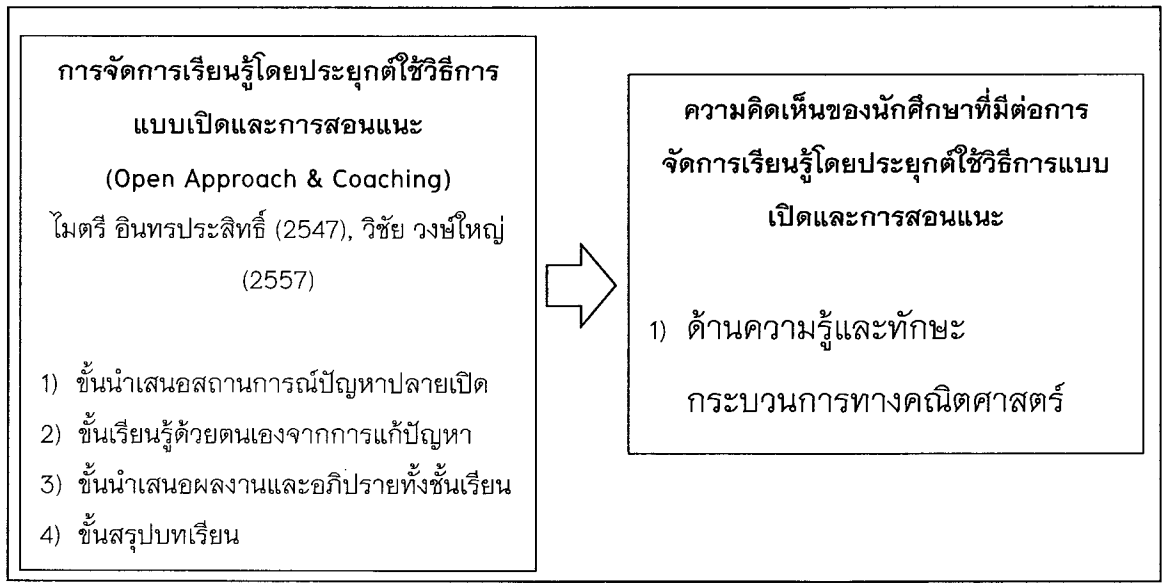 การจัดการเรียนรู้โดยประยุกต์ใช้วิธีการ
แบบเปิดและการสอนแนะ
(Open Approach & Coaching)
ไมตรี อินทรประสิทธิ์ (2547), วิชัย วงษ์ใหญ่
(2557)
1) ขั้นนำเสนอสถานการณ์ปัญหาปลายเปิด
2) ขั้นเรียนรู้ด้วยตนเองจากการแก้ปัญหา
3) ขั้นนำเสนอผลงานและอภิปรายทั้งชั้นเรียน
4) ขั้นสรุปบทเรียน
ความคิดเห็นของนักศึกษาที่มีต่อการ
จัดการเรียนรู้โดยประยุกต์ใช้วิธีการแบบ
เปิดและการสอนแนะ
1) ด้านความรู้และทักษะ
กระบวนการทางคณิตศาสตร์